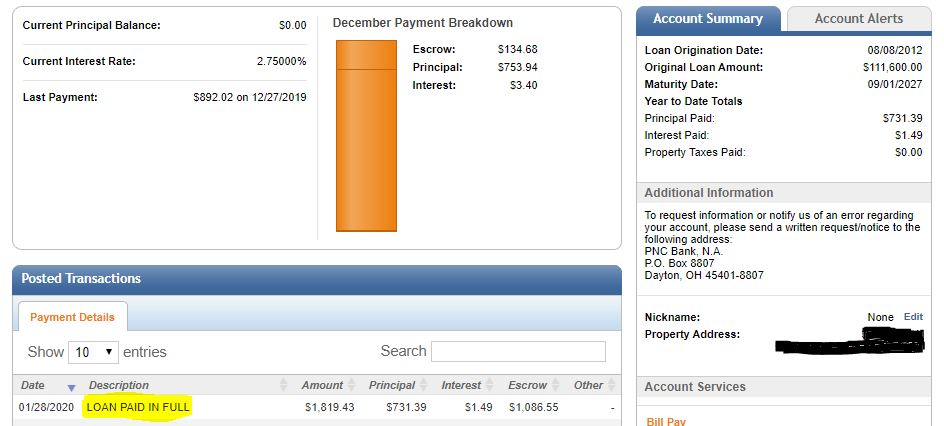 Current Principal Balance: $0.00
Current Interest Rate: 2.75000%
Last Payment: $892.02 on 12/27/2019
December Payment Breakdown
Escrow: $134.68
Principal: $753.94
Interest: $3.40
Account Summary
Account Alerts
Loan Origination Date: 08/08/2012
Original Loan Amount: $111,600.00
Maturity Date: 09/01/2027
Year to Date Totals
Principal Paid: $731.39
Interest Paid: $1.49
Property Taxes Paid: $0.00
Additional Information
To request information or notify us of an error regarding
your account, please send a written request/notice to the
following address:
PNC Bank, N.A.
P.O. Box 8807
Dayton, OH 45401-8807
Nickname: None Edit
Property Address:
Account Services
Bill Pay
Posted Transactions
Payment Details
Show 10 entries
Search
Date Description Amount Principal Interest Escrow Other
01/28/2020 LOAN PAID IN FULL $1,819.43 $731.39 $1.49 $1,086.55 -